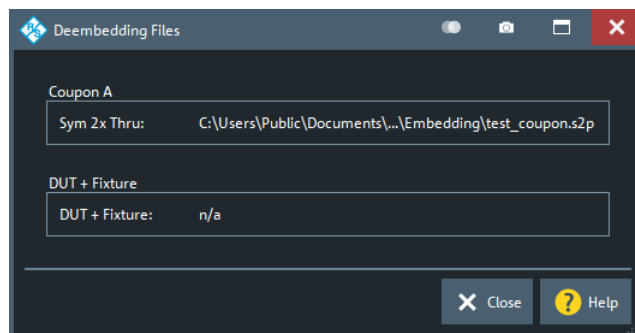 Deembedding Files
Coupon A
Sym 2x Thru: C:\Users\Public\Documents\...\Embedding\test_coupon.s2p
DUT + Fixture
DUT + Fixture: n/a
Close ? Help